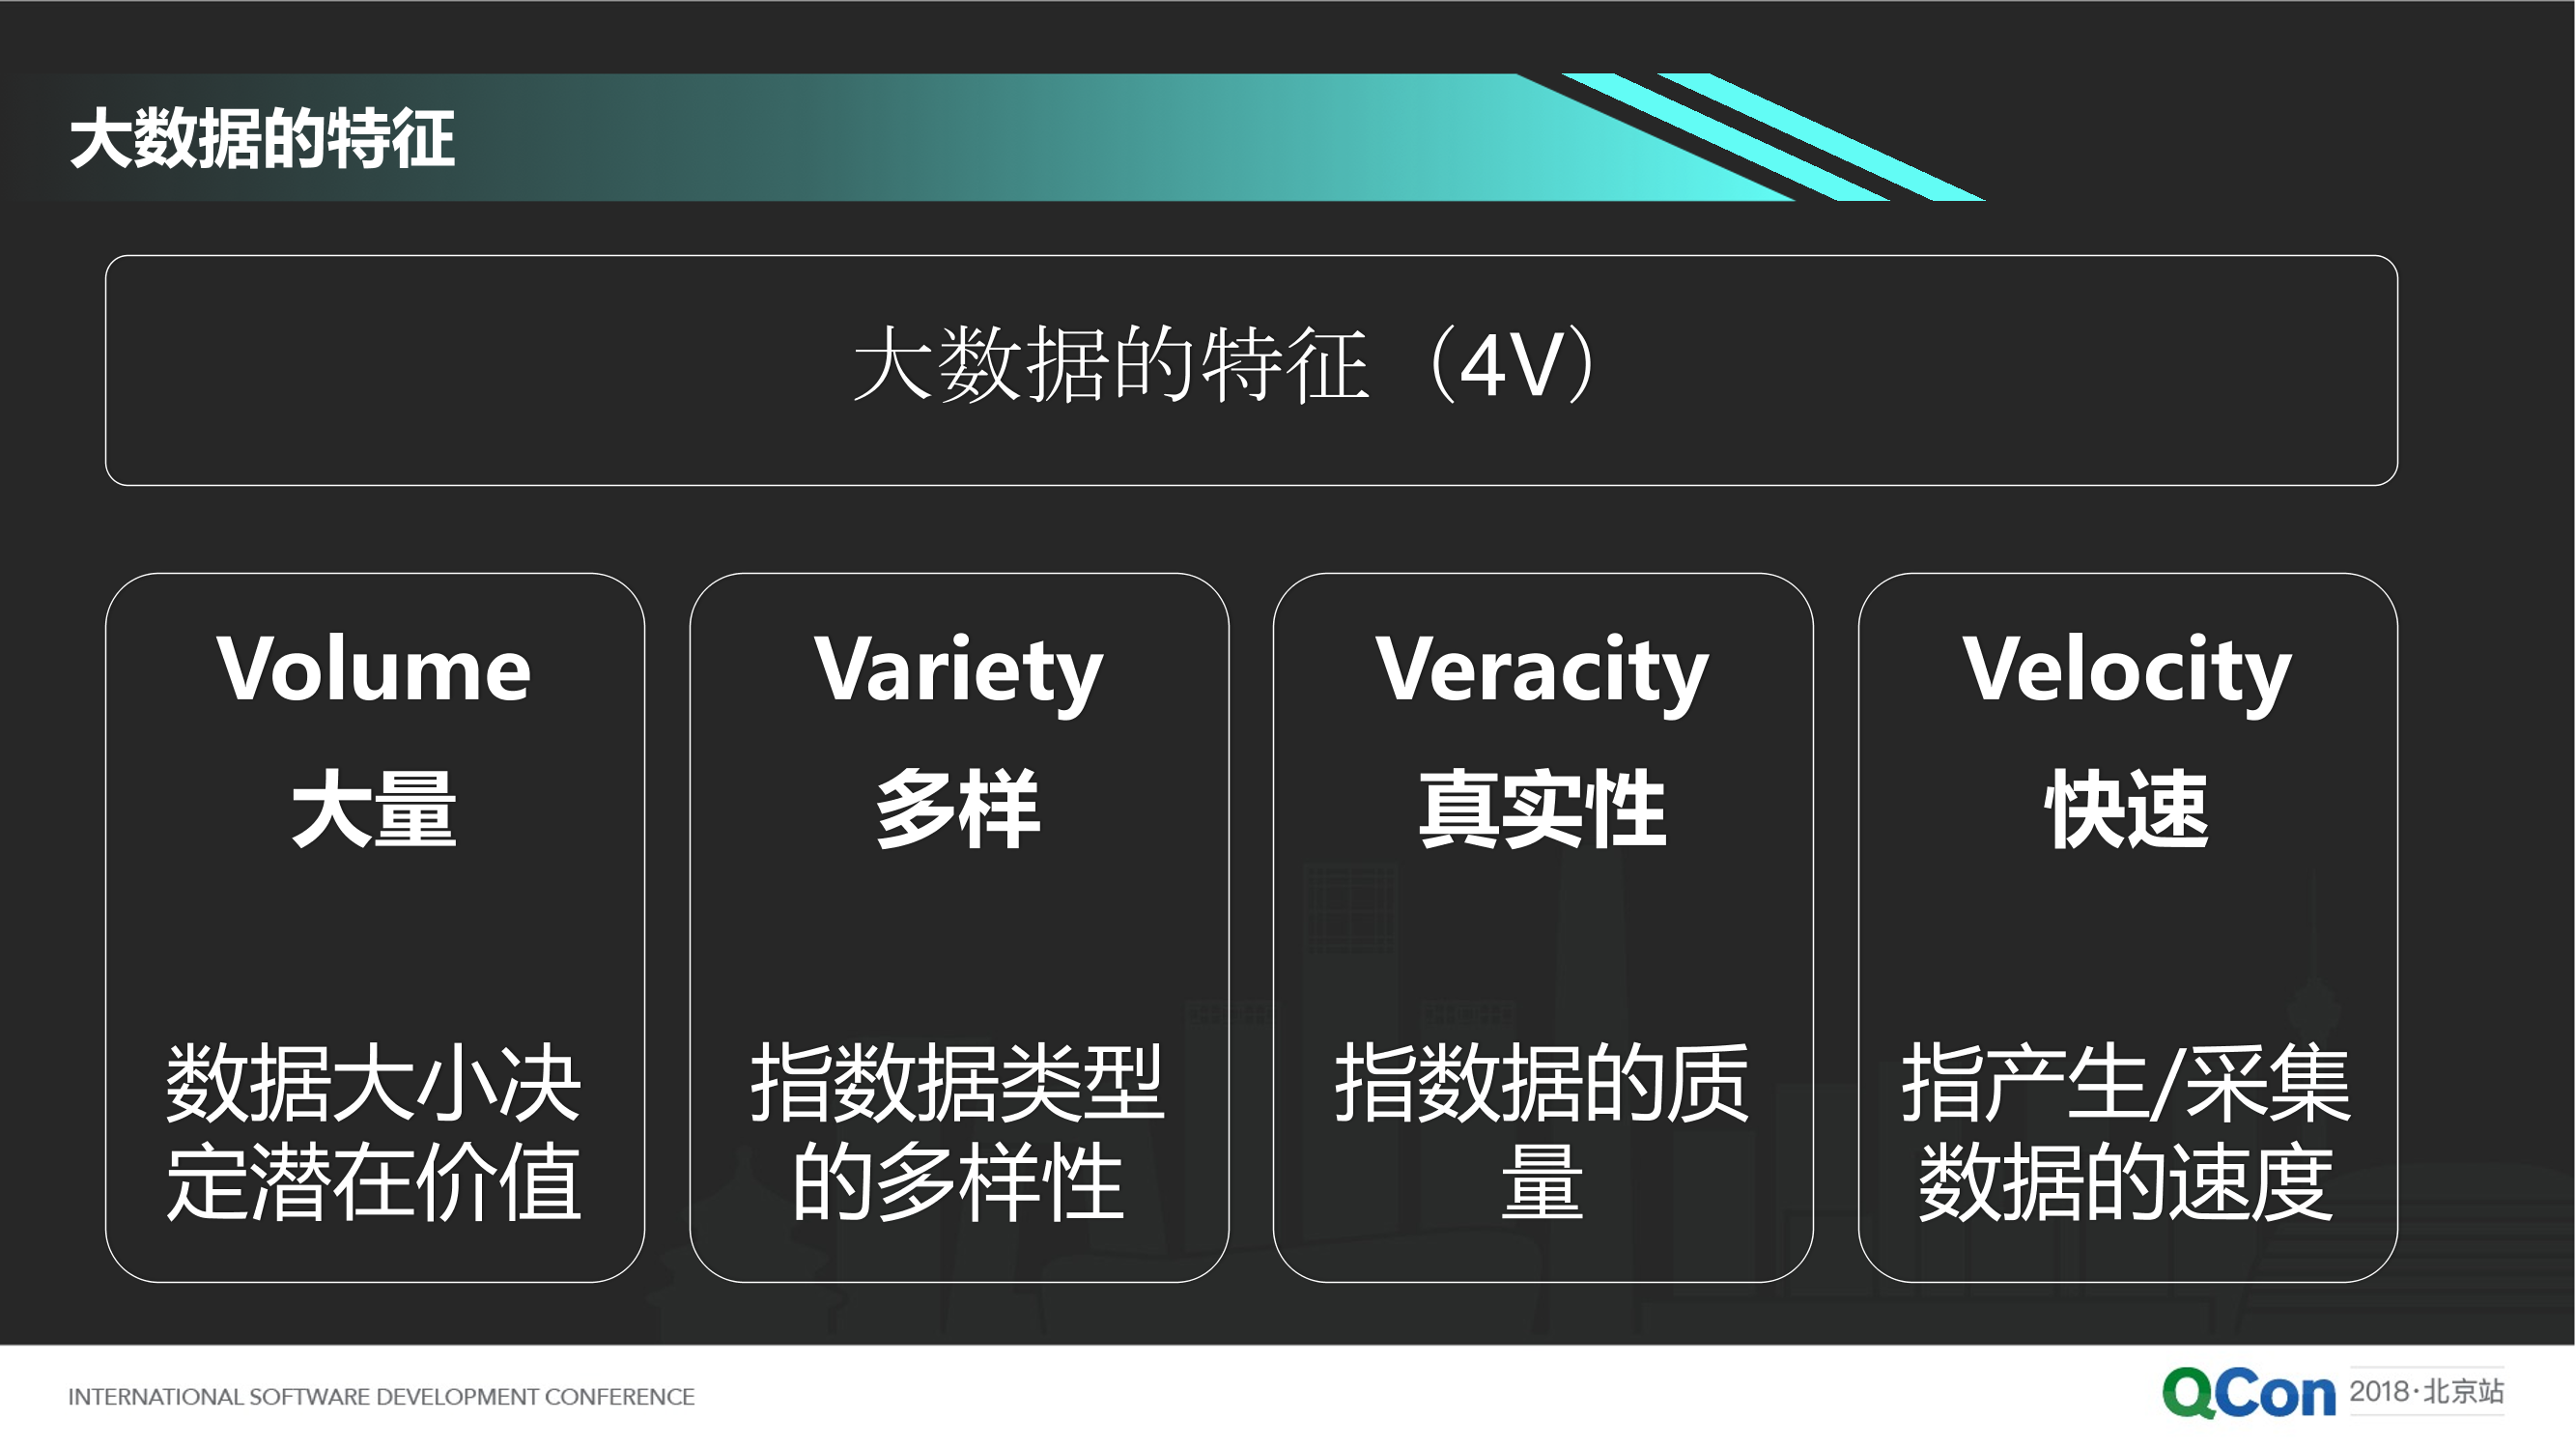 大数据的特征
大数据的特征（4V）
Volume
大量
数据大小决
定潜在价值
Variety
多样
指数据类型
的多样性
Veracity
真实性
指数据的质
量
Velocity
快速
指产生/采集
数据的速度
INTERNATIONAL SOFTWARE DEVELOPMENT CONFERENCE
QCon 2018·北京站